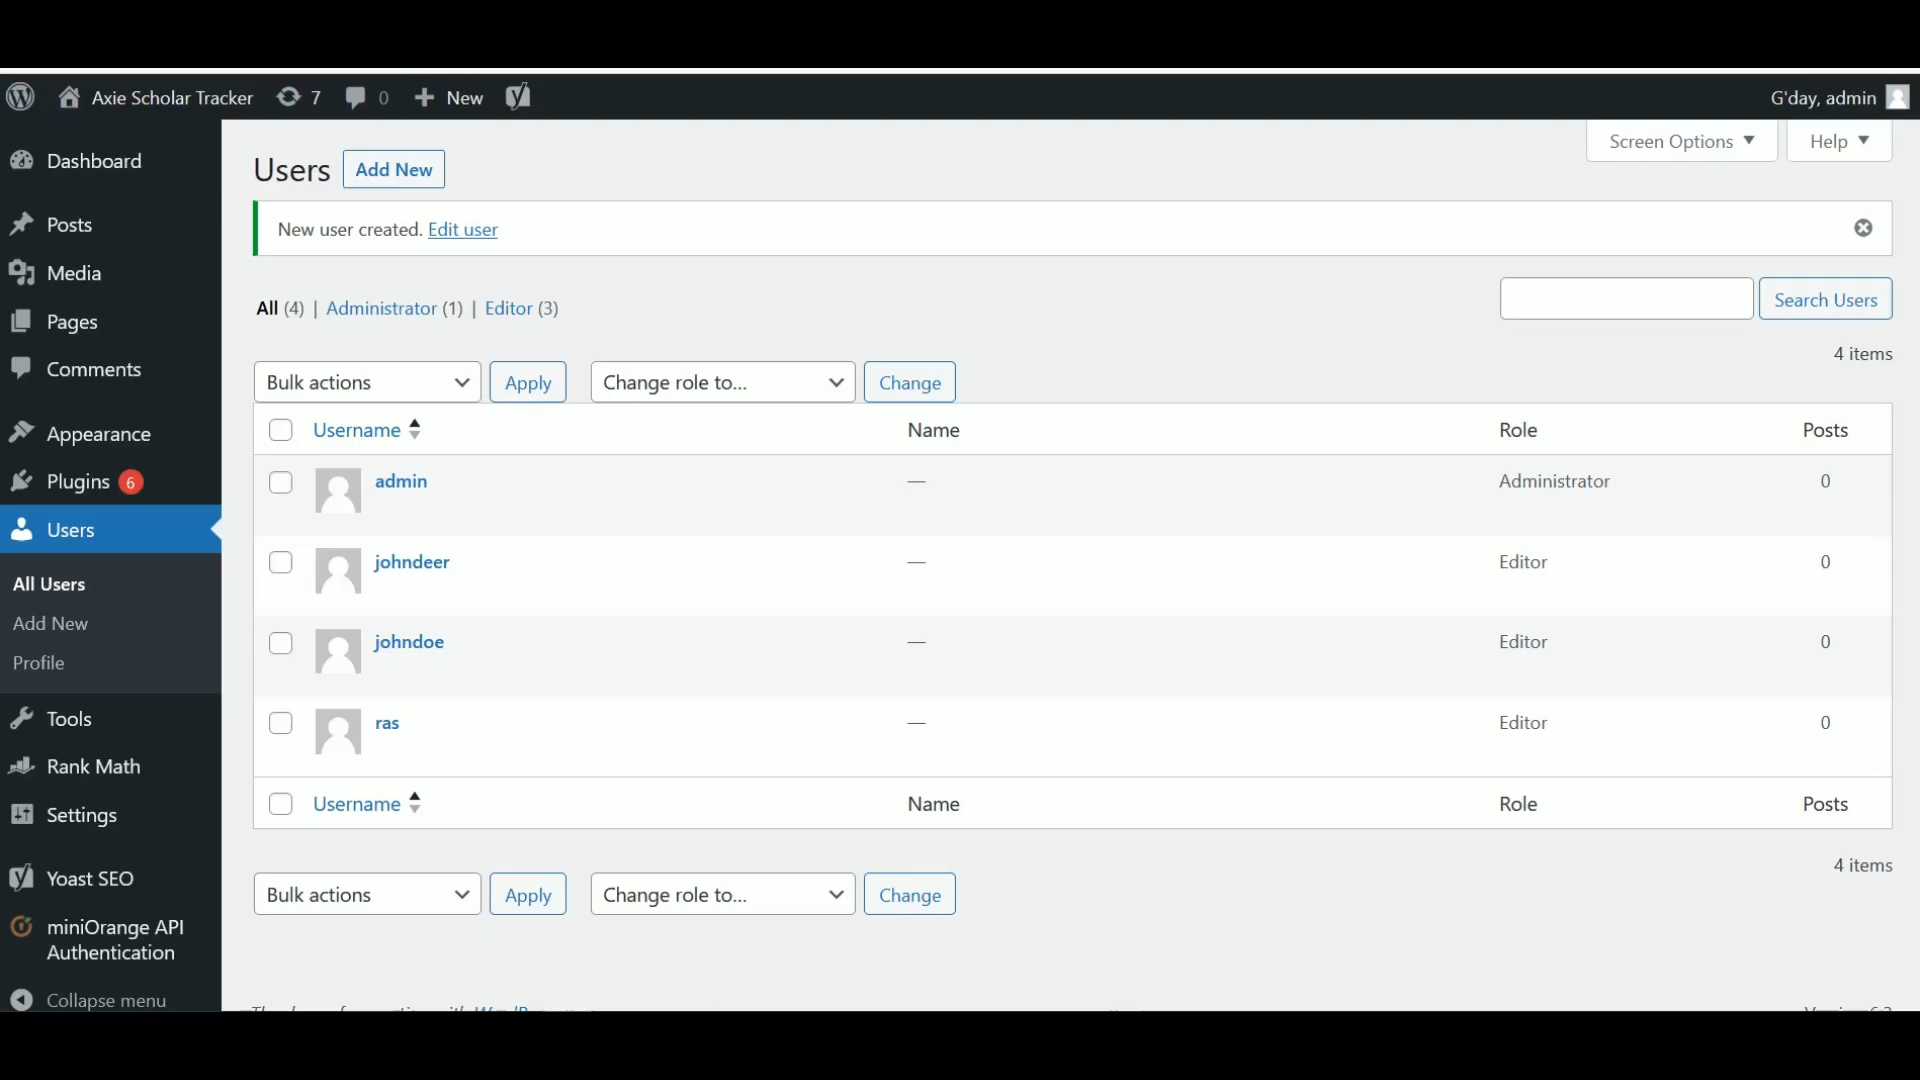 Axie Scholar Tracker 7 0 New G'day, admin
Screen Options Help
Dashboard
Posts
Media
Pages
Comments
Appearance
Plugins 6
Users
All Users
Add New
Profile
Tools
Rank Math
Settings
Yoast SEO
miniOrange API
Authentication
Collapse menu
Users Add New
New user created. Edit user
All (4) | Administrator (1) | Editor (3)
Search Users
4 items
Bulk actions Apply Change role to... Change
Username Name Role Posts
admin — Administrator 0
johndeer — Editor 0
johndoe — Editor 0
ras — Editor 0
Username Name Role Posts
4 items
Bulk actions Apply Change role to... Change